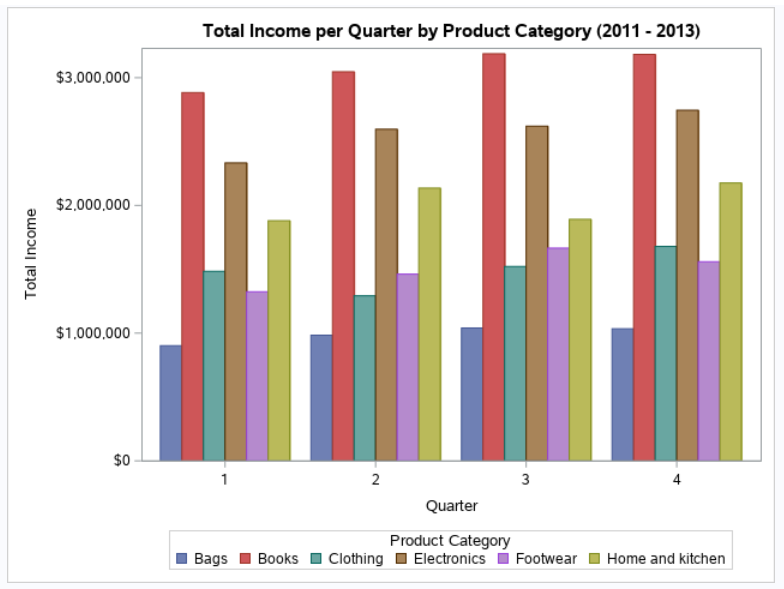 Total Income per Quarter by Product Category (2011 - 2013)
$3,000,000
$2,000,000
$1,000,000
$0
Total Income
1 2 3 4
Quarter
Product Category
Bags Books Clothing Electronics Footwear Home and kitchen